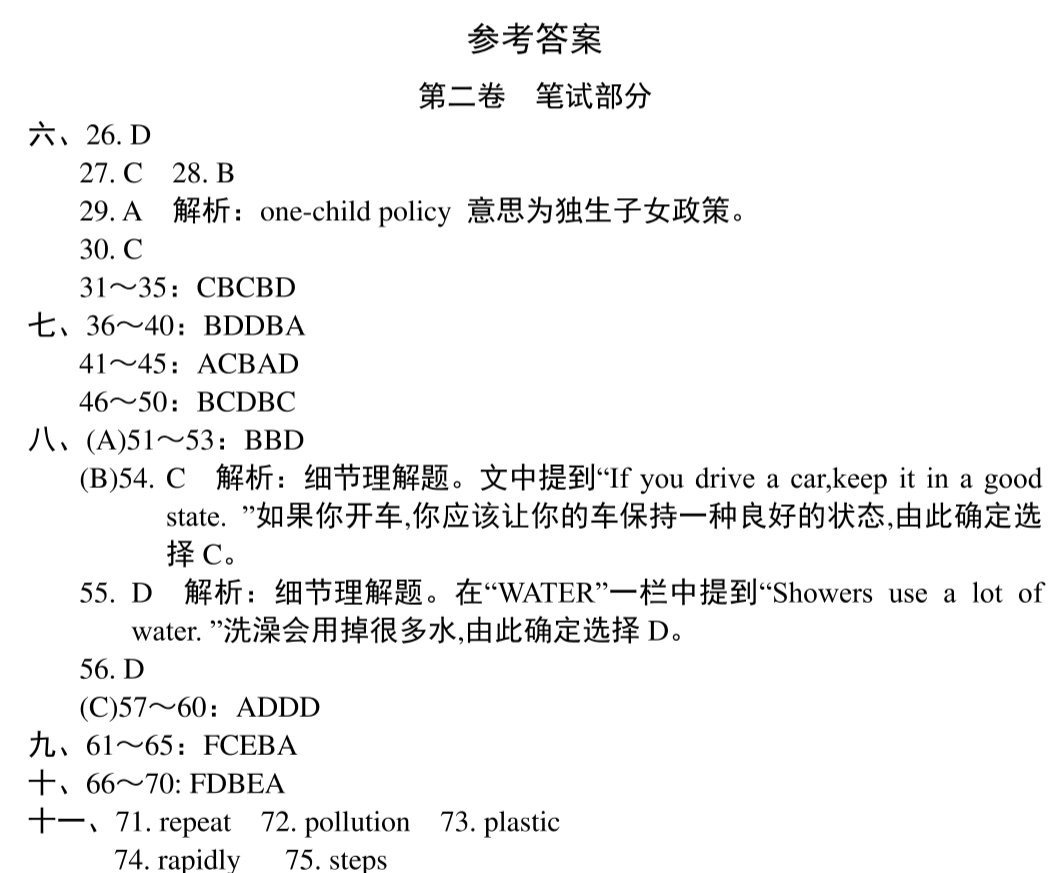 参考答案
第二卷 笔试部分
六、26. D
27. C 28. B
29. A 解析：one-child policy 意思为独生子女政策。
30. C
31～35：CBCBD
七、36～40：BDDBA
41～45：ACBAD
46～50：BCDBC
八、(A)51～53：BBD
(B)54. C 解析：细节理解题。文中提到“If you drive a car,keep it in a good
state. ”如果你开车,你应该让你的车保持一种良好的状态,由此确定选
择 C。
55. D 解析：细节理解题。在“WATER”一栏中提到“Showers use a lot of
water. ”洗澡会用掉很多水,由此确定选择 D。
56. D
(C)57～60：ADDD
九、61～65：FCEBA
十、66～70: FDBEA
十一、71. repeat 72. pollution 73. plastic
74. rapidly 75. steps